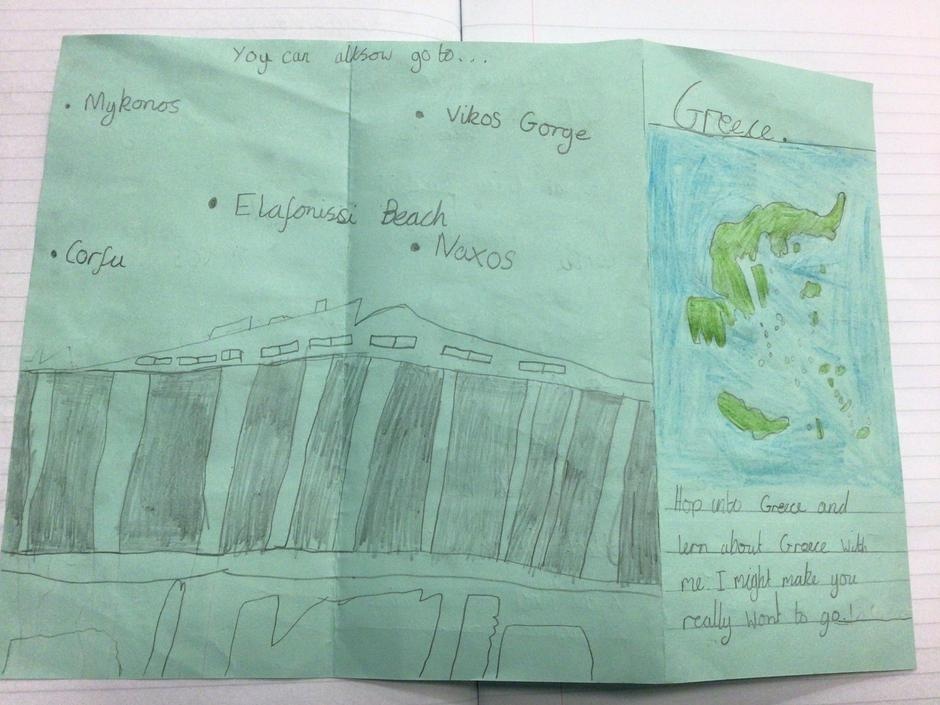 You can allsow go to...
• Mykonos
• Vikos Gorge
• Elafonissi Beach
• Corfu
• Naxos
Greece.
Hop into Greece and
lern about Greece with
me. I might make you
really wont to go!